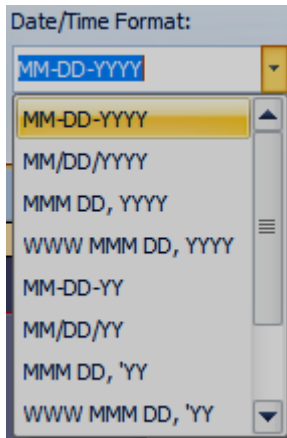 Date/Time Format:
MM-DD-YYYY
MM-DD-YYYY
MM/DD/YYYY
MMM DD, YYYY
WWW MMM DD, YYYY
MM-DD-YY
MM/DD/YY
MMM DD, 'YY
WWW MMM DD, 'YY